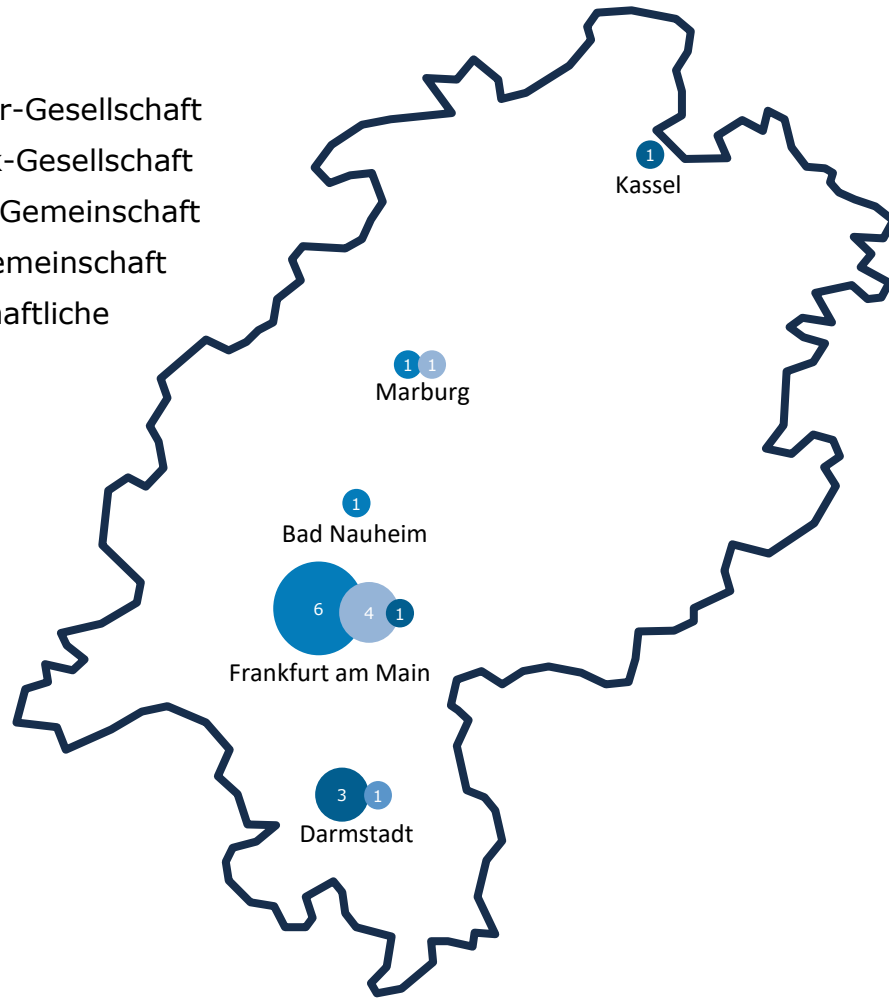 r-Gesellschaft
k-Gesellschaft
Gemeinschaft
emeinschaft
haftliche
1
Kassel
1 1
Marburg
1
Bad Nauheim
6 4 1
Frankfurt am Main
3 1
Darmstadt